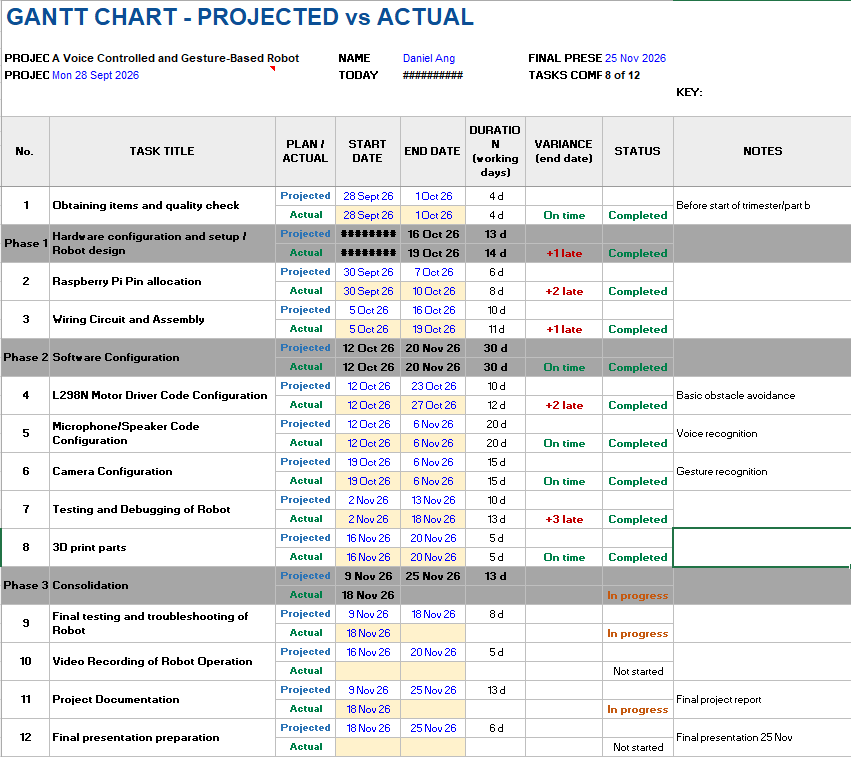 GANTT CHART - PROJECTED vs ACTUAL
PROJEC A Voice Controlled and Gesture-Based Robot NAME Daniel Ang FINAL PRESE 25 Nov 2026
PROJEC Mon 28 Sept 2026 TODAY ########## TASKS COMF 8 of 12
KEY:
No. TASK TITLE PLAN / ACTUAL START DATE END DATE DURATIO N (working days) VARIANCE (end date) STATUS NOTES
1 Obtaining items and quality check Projected 28 Sept 26 1 Oct 26 4 d Before start of trimester/part b
Actual 28 Sept 26 1 Oct 26 4 d On time Completed
Phase 1 Hardware configuration and setup / Robot design Projected ######## 16 Oct 26 13 d
Actual ######## 19 Oct 26 14 d +1 late Completed
2 Raspberry Pi Pin allocation Projected 30 Sept 26 7 Oct 26 6 d
Actual 30 Sept 26 10 Oct 26 8 d +2 late Completed
3 Wiring Circuit and Assembly Projected 5 Oct 26 16 Oct 26 10 d
Actual 5 Oct 26 19 Oct 26 11 d +1 late Completed
Phase 2 Software Configuration Projected 12 Oct 26 20 Nov 26 30 d
Actual 12 Oct 26 20 Nov 26 30 d On time Completed
4 L298N Motor Driver Code Configuration Projected 12 Oct 26 23 Oct 26 10 d Basic obstacle avoidance
Actual 12 Oct 26 27 Oct 26 12 d +2 late Completed
5 Microphone/Speaker Code Configuration Projected 12 Oct 26 6 Nov 26 20 d Voice recognition
Actual 12 Oct 26 6 Nov 26 20 d On time Completed
6 Camera Configuration Projected 19 Oct 26 6 Nov 26 15 d Gesture recognition
Actual 19 Oct 26 6 Nov 26 15 d On time Completed
7 Testing and Debugging of Robot Projected 2 Nov 26 13 Nov 26 10 d
Actual 2 Nov 26 18 Nov 26 13 d +3 late Completed
8 3D print parts Projected 16 Nov 26 20 Nov 26 5 d
Actual 16 Nov 26 20 Nov 26 5 d On time Completed
Phase 3 Consolidation Projected 9 Nov 26 25 Nov 26 13 d
Actual 18 Nov 26 In progress
9 Final testing and troubleshooting of Robot Projected 9 Nov 26 18 Nov 26 8 d
Actual 18 Nov 26 In progress
10 Video Recording of Robot Operation Projected 16 Nov 26 20 Nov 26 5 d
Actual Not started
11 Project Documentation Projected 9 Nov 26 25 Nov 26 13 d Final project report
Actual 18 Nov 26 In progress
12 Final presentation preparation Projected 18 Nov 26 25 Nov 26 6 d Final presentation 25 Nov
Actual Not started